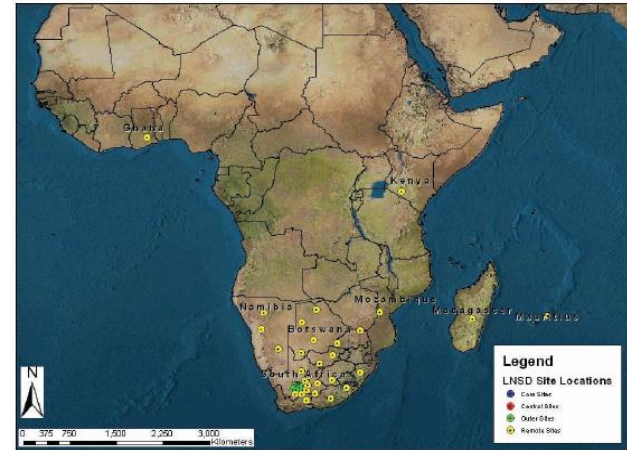 Ghana
Kenya
Mozambique
Namibia
Madagascar
Mauritius
Botswana
South Africa
N
0 375 750 1,500 2,250 3,000
Kilometers
Legend
LNSD Site Locations
Core Sites
Central Sites
Outer Sites
Remote Sites